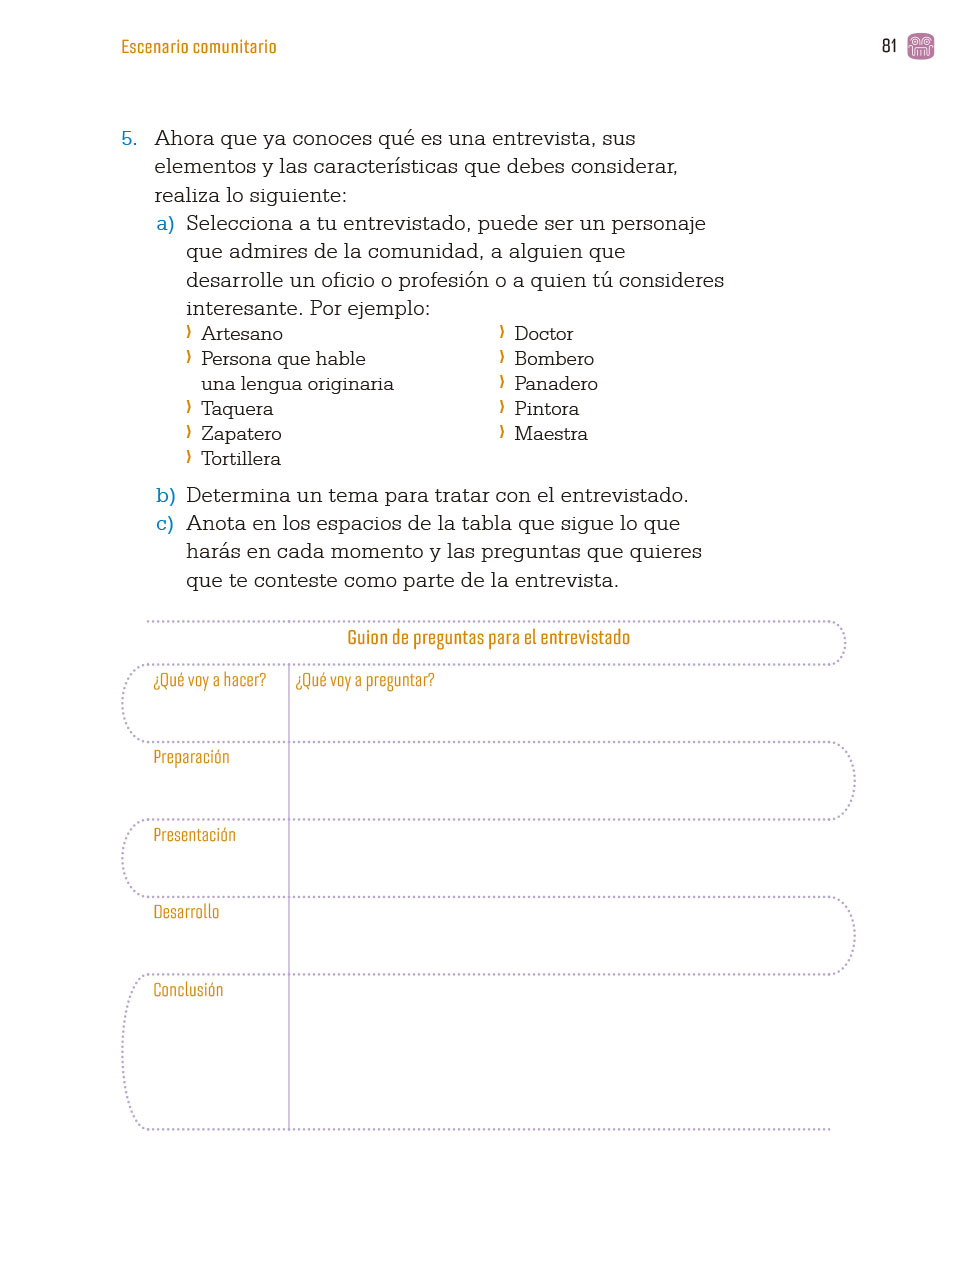 Escenario comunitario
81
5. Ahora que ya conoces qué es una entrevista, sus
elementos y las características que debes considerar,
realiza lo siguiente:
a) Selecciona a tu entrevistado, puede ser un personaje
que admires de la comunidad, a alguien que
desarrolle un oficio o profesión o a quien tú consideres
interesante. Por ejemplo:
⟩ Artesano
⟩ Persona que hable
una lengua originaria
⟩ Taquera
⟩ Zapatero
⟩ Tortillera
⟩ Doctor
⟩ Bombero
⟩ Panadero
⟩ Pintora
⟩ Maestra
b) Determina un tema para tratar con el entrevistado.
c) Anota en los espacios de la tabla que sigue lo que
harás en cada momento y las preguntas que quieres
que te conteste como parte de la entrevista.
Guion de preguntas para el entrevistado
¿Qué voy a hacer?
¿Qué voy a preguntar?
Preparación
Presentación
Desarrollo
Conclusión